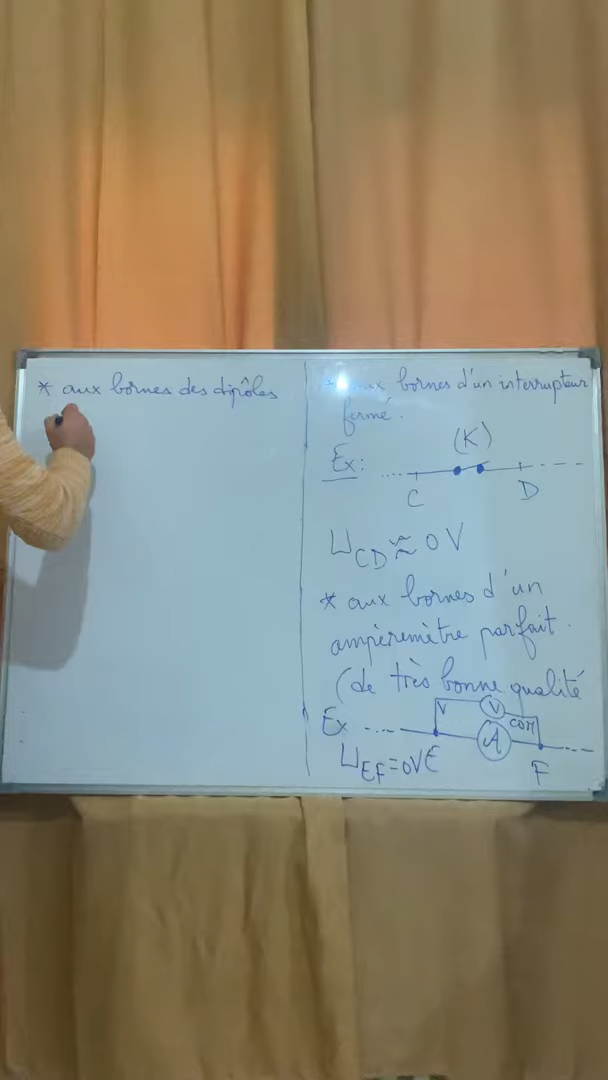 * aux bornes des dipôles
* aux bornes d'un interrupteur
fermé.
(K)
Ex:
C D
U_CD ≈ 0 V
* aux bornes d'un
ampèremètre parfait.
(de très bonne qualité
V V COM
Ex A
U_EF = 0V E F